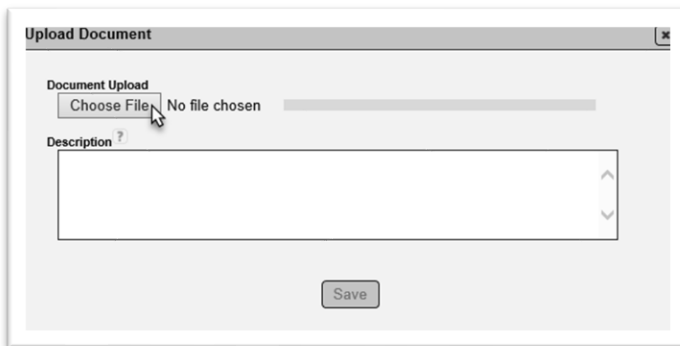 Upload Document
Document Upload
Choose File No file chosen
Description ?
Save